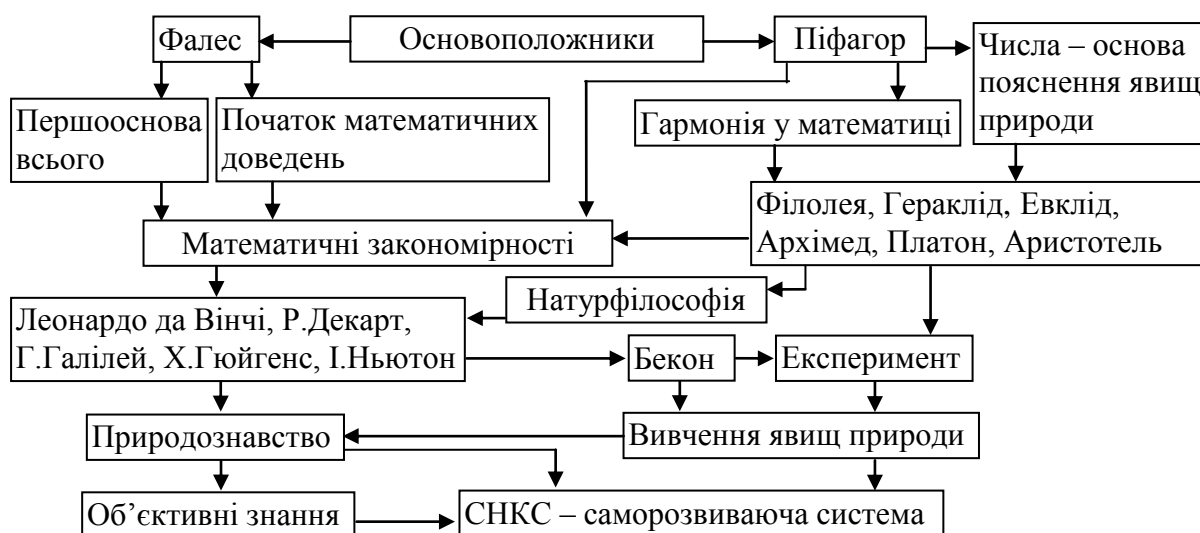 Фалес
Основоположники
Піфагор
Числа – основа
пояснення явищ
природи
Першооснова
всього
Початок математичних
доведень
Гармонія у математиці
Філолея, Гераклід, Евклід,
Архімед, Платон, Аристотель
Математичні закономірності
Натурфілософія
Леонардо да Вінчі, Р.Декарт,
Г.Галілей, Х.Гюйгенс, І.Ньютон
Бекон
Експеримент
Природознавство
Вивчення явищ природи
Об’єктивні знання
СНКС – саморозвиваюча система